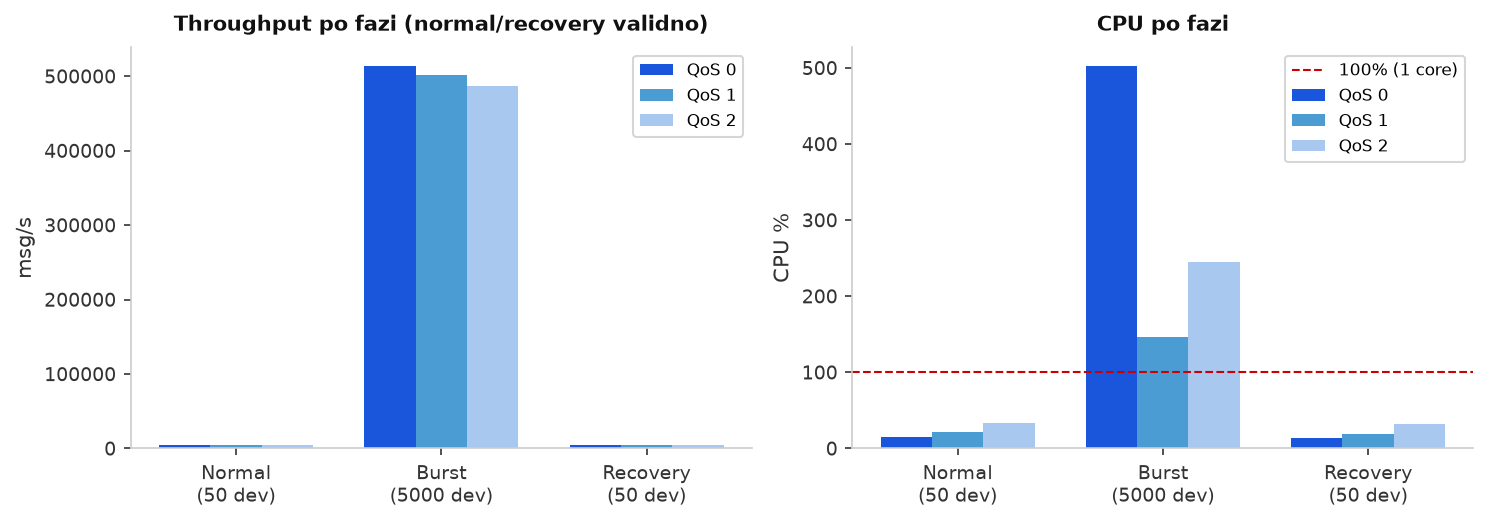 Throughput po fazi (normal/recovery validno)
msg/s
500000
400000
300000
200000
100000
0
QoS 0
QoS 1
QoS 2
Normal
(50 dev)
Burst
(5000 dev)
Recovery
(50 dev)
CPU po fazi
CPU %
500
400
300
200
100
0
100% (1 core)
QoS 0
QoS 1
QoS 2
Normal
(50 dev)
Burst
(5000 dev)
Recovery
(50 dev)